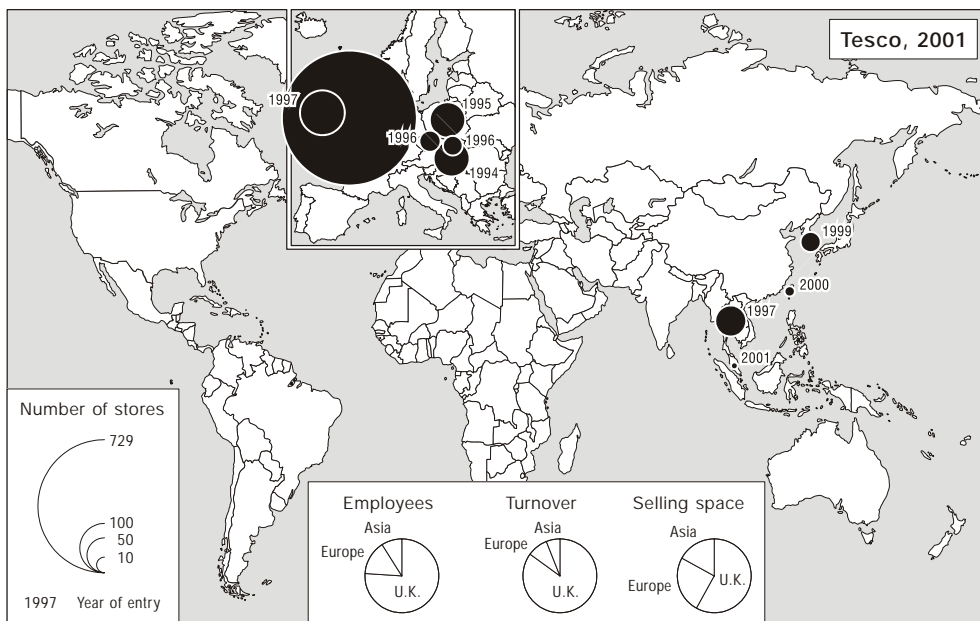 Tesco, 2001
1997
1995
1996
1996
1994
1999
2000
1997
2001
Number of stores
729
100
50
10
1997 Year of entry
Employees
Asia
Europe
U.K.
Turnover
Asia
Europe
U.K.
Selling space
Asia
Europe
U.K.